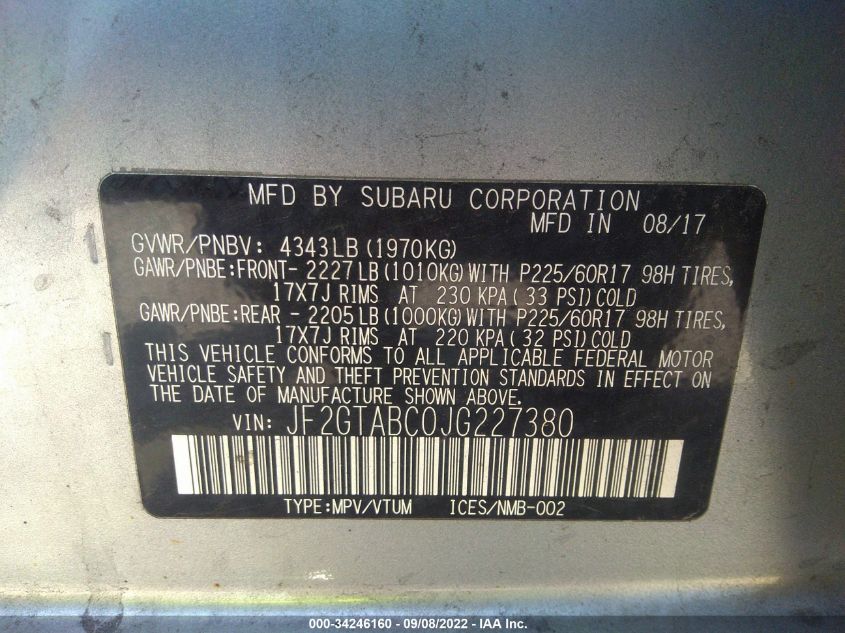 MFD BY SUBARU CORPORATION
MFD IN 08/17
GVWR/PNBV: 4343LB (1970KG)
GAWR/PNBE:FRONT- 2227LB (1010KG) WITH P225/60R17 98H TIRES,
17X7J RIMS AT 230 KPA ( 33 PSI) COLD
GAWR/PNBE:REAR - 2205LB (1000KG) WITH P225/60R17 98H TIRES,
17X7J RIMS AT 220 KPA ( 32 PSI) COLD
THIS VEHICLE CONFORMS TO ALL APPLICABLE FEDERAL MOTOR
VEHICLE SAFETY AND THEFT PREVENTION STANDARDS IN EFFECT ON
THE DATE OF MANUFACTURE SHOWN ABOVE.
VIN: JF2GTABC0JG227380
TYPE:MPV/VTUM ICES/NMB-002
000-34246160 - 09/08/2022 - IAA Inc.